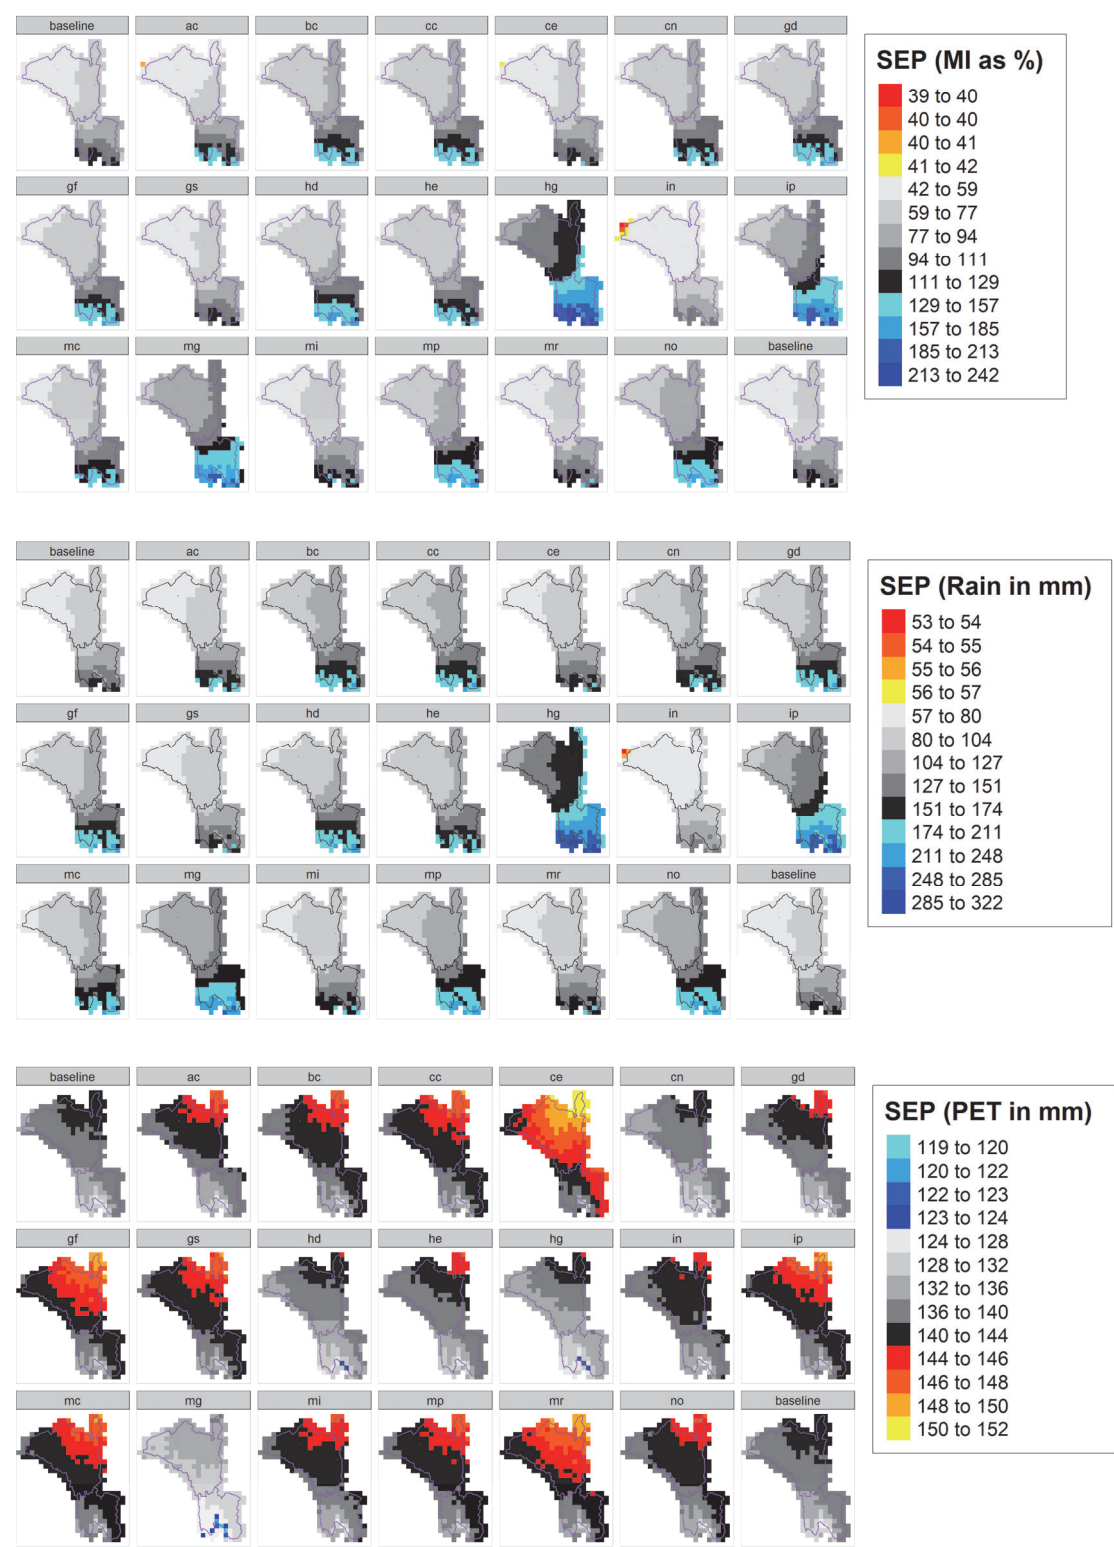 baseline ac bc cc ce cn gd
SEP (MI as %)
39 to 40
40 to 40
40 to 41
41 to 42
42 to 59
59 to 77
77 to 94
94 to 111
111 to 129
129 to 157
157 to 185
185 to 213
213 to 242
gf gs hd he hg in ip
mc mg mi mp mr no baseline
baseline ac bc cc ce cn gd
SEP (Rain in mm)
53 to 54
54 to 55
55 to 56
56 to 57
57 to 80
80 to 104
104 to 127
127 to 151
151 to 174
174 to 211
211 to 248
248 to 285
285 to 322
gf gs hd he hg in ip
mc mg mi mp mr no baseline
baseline ac bc cc ce cn gd
SEP (PET in mm)
119 to 120
120 to 122
122 to 123
123 to 124
124 to 128
128 to 132
132 to 136
136 to 140
140 to 144
144 to 146
146 to 148
148 to 150
150 to 152
gf gs hd he hg in ip
mc mg mi mp mr no baseline